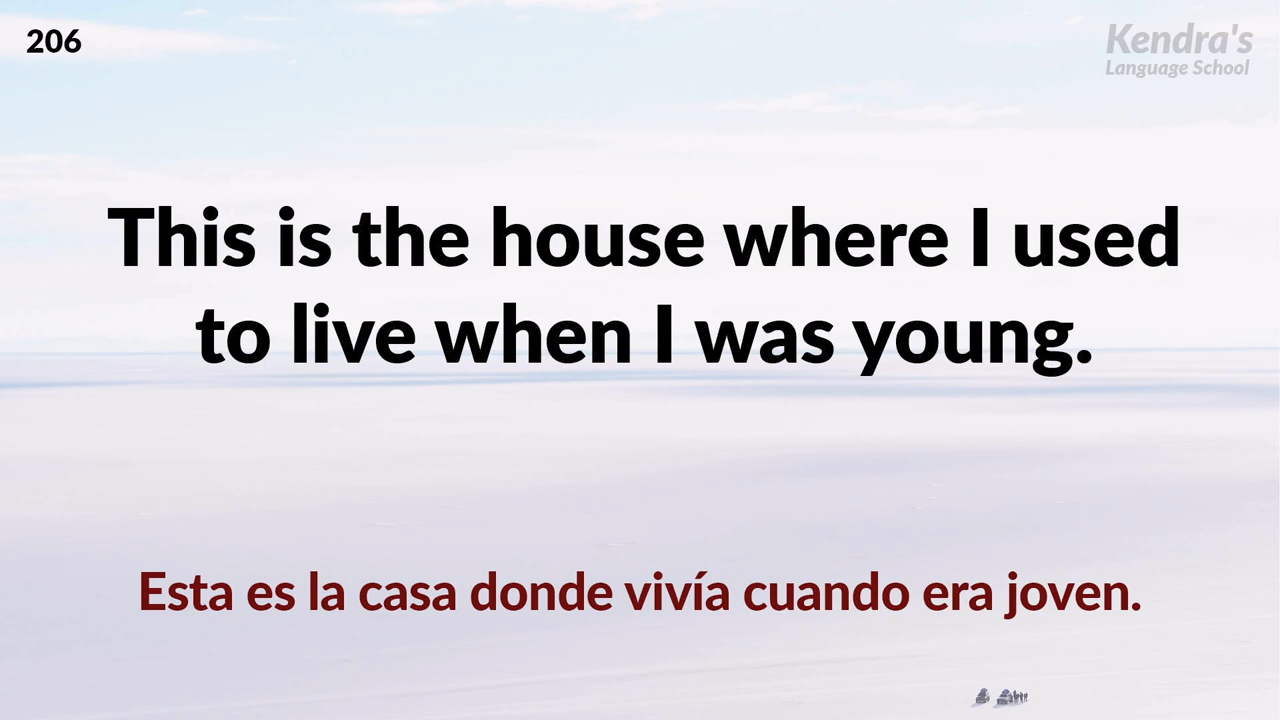 206
Kendra's
Language School
This is the house where I used
to live when I was young.
Esta es la casa donde vivía cuando era joven.